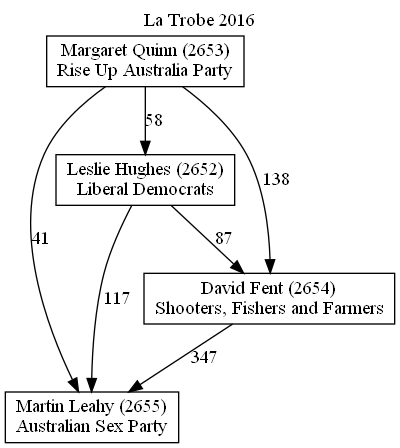 La Trobe 2016
Margaret Quinn (2653)
Rise Up Australia Party
58
Leslie Hughes (2652)
Liberal Democrats
138
41
87
117
David Fent (2654)
Shooters, Fishers and Farmers
347
Martin Leahy (2655)
Australian Sex Party